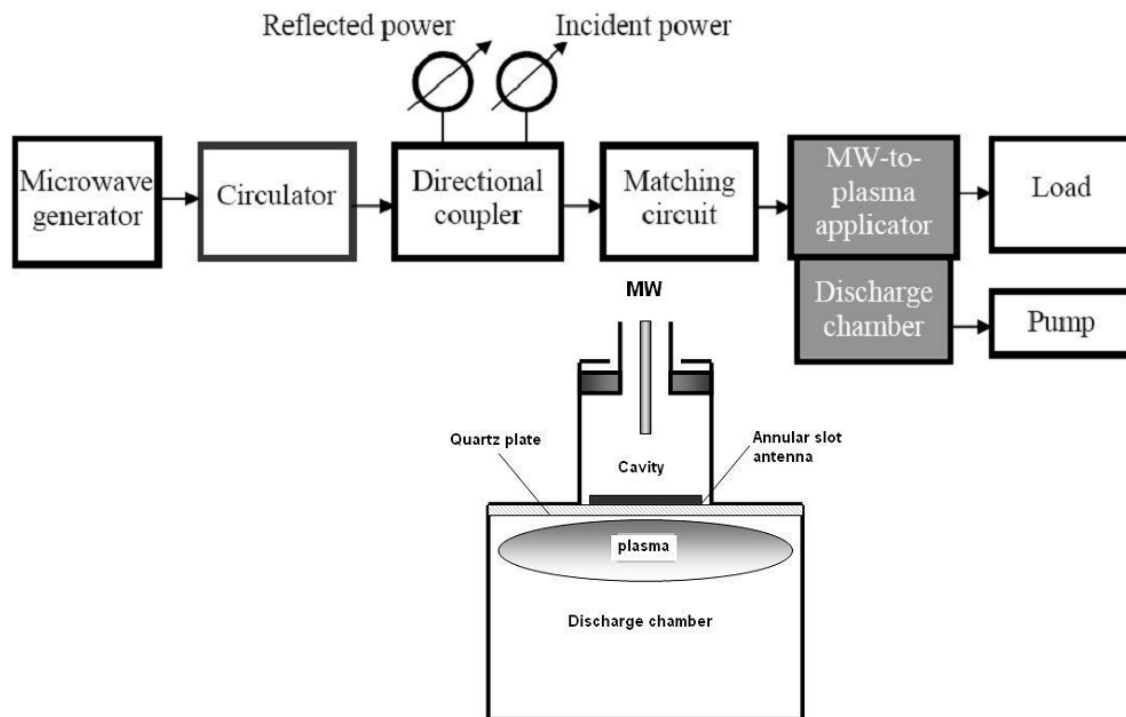 Reflected power
Incident power
Microwave
generator
Circulator
Directional
coupler
Matching
circuit
MW-to-
plasma
applicator
Load
Discharge
chamber
Pump
MW
Quartz plate
Annular slot
antenna
Cavity
plasma
Discharge chamber